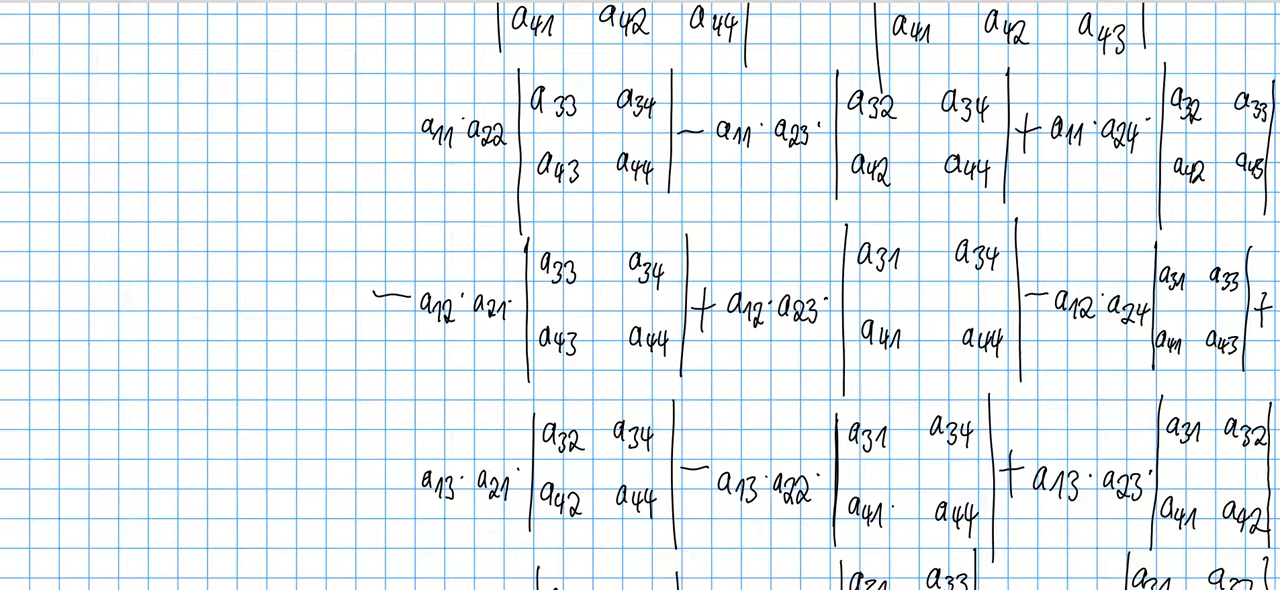 | a41 a42 a44 | | a41 a42 a43 |
| a33 a34 | | a32 a34 | | a32 a33 |
a11·a22 − a11·a23· + a11·a24·
| a43 a44 | | a42 a44 | | a42 a43 |
| a33 a34 | | a31 a34 | | a31 a33 |
− a12·a21· + a12·a23· − a12·a24 +
| a43 a44 | | a41 a44 | | a41 a43 |
| a32 a34 | | a31 a34 | | a31 a32 |
a13·a21· − a13·a22· + a13·a23·
| a42 a44 | | a41· a44 | | a41 a42 |
a33